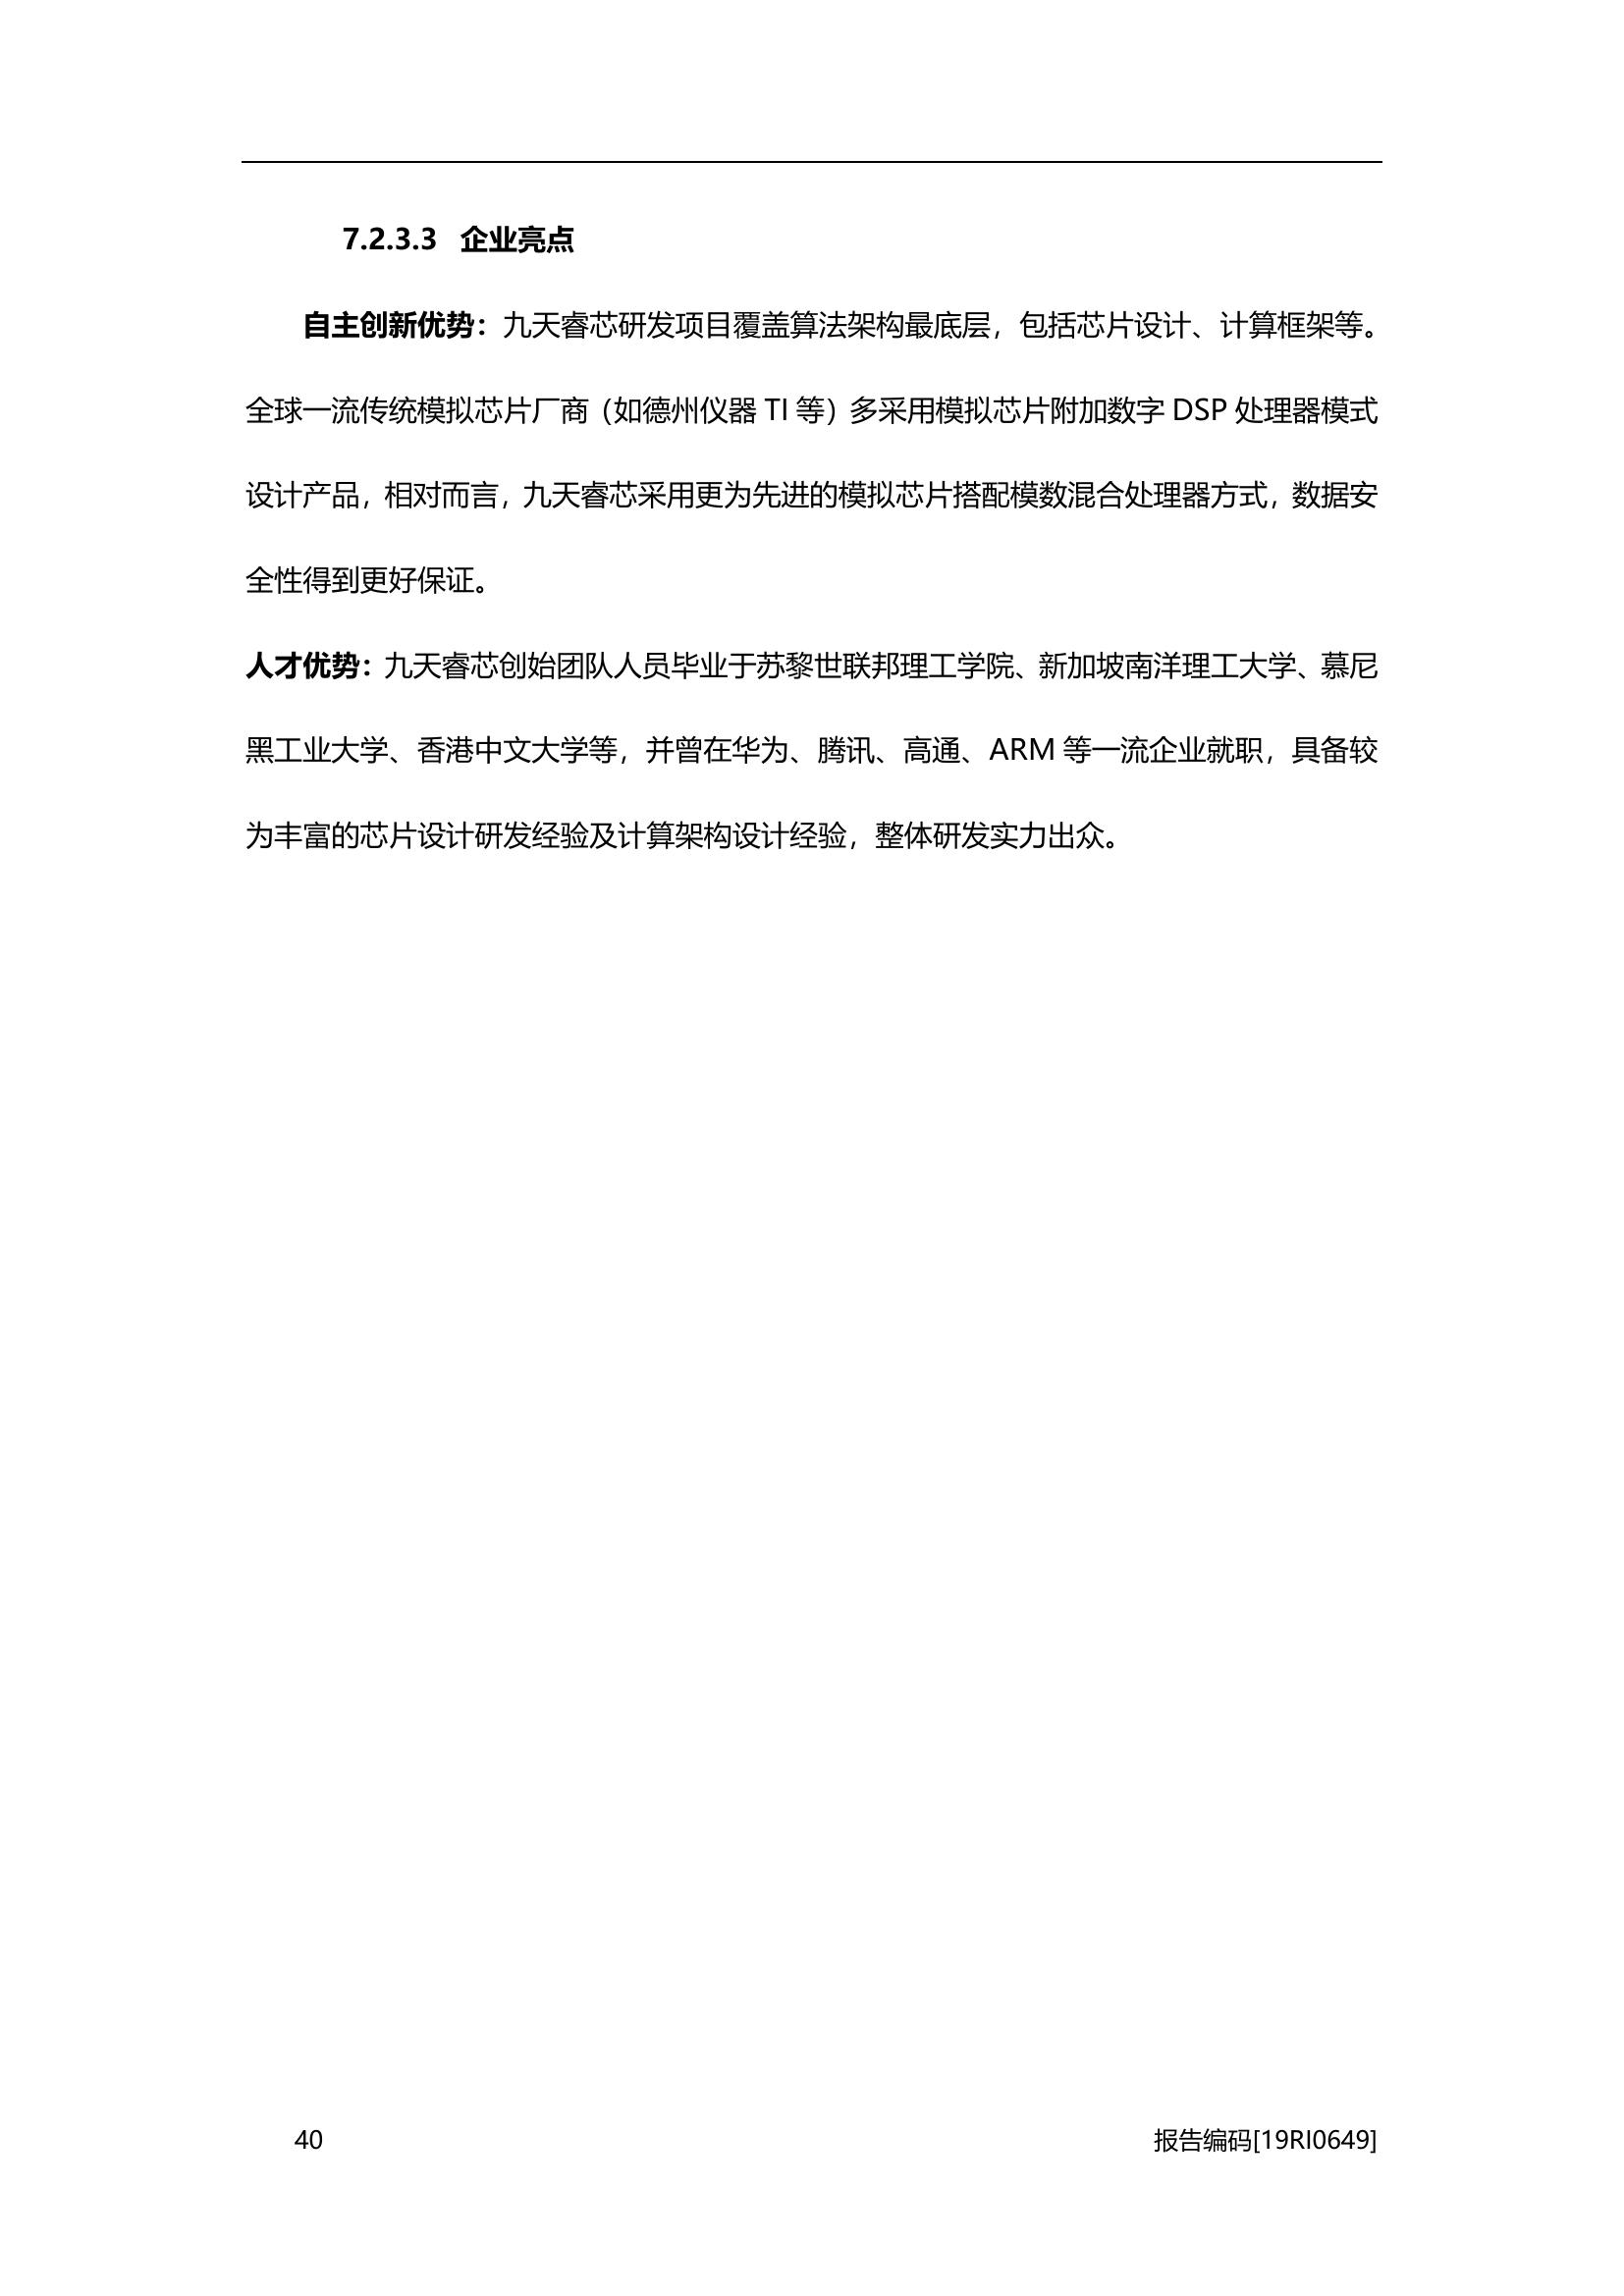 7.2.3.3 企业亮点
自主创新优势：九天睿芯研发项目覆盖算法架构最底层，包括芯片设计、计算框架等。
全球一流传统模拟芯片厂商（如德州仪器 TI 等）多采用模拟芯片附加数字 DSP 处理器模式
设计产品，相对而言，九天睿芯采用更为先进的模拟芯片搭配模数混合处理器方式，数据安
全性得到更好保证。
人才优势：九天睿芯创始团队人员毕业于苏黎世联邦理工学院、新加坡南洋理工大学、慕尼
黑工业大学、香港中文大学等，并曾在华为、腾讯、高通、ARM 等一流企业就职，具备较
为丰富的芯片设计研发经验及计算架构设计经验，整体研发实力出众。
40 报告编码[19RI0649]